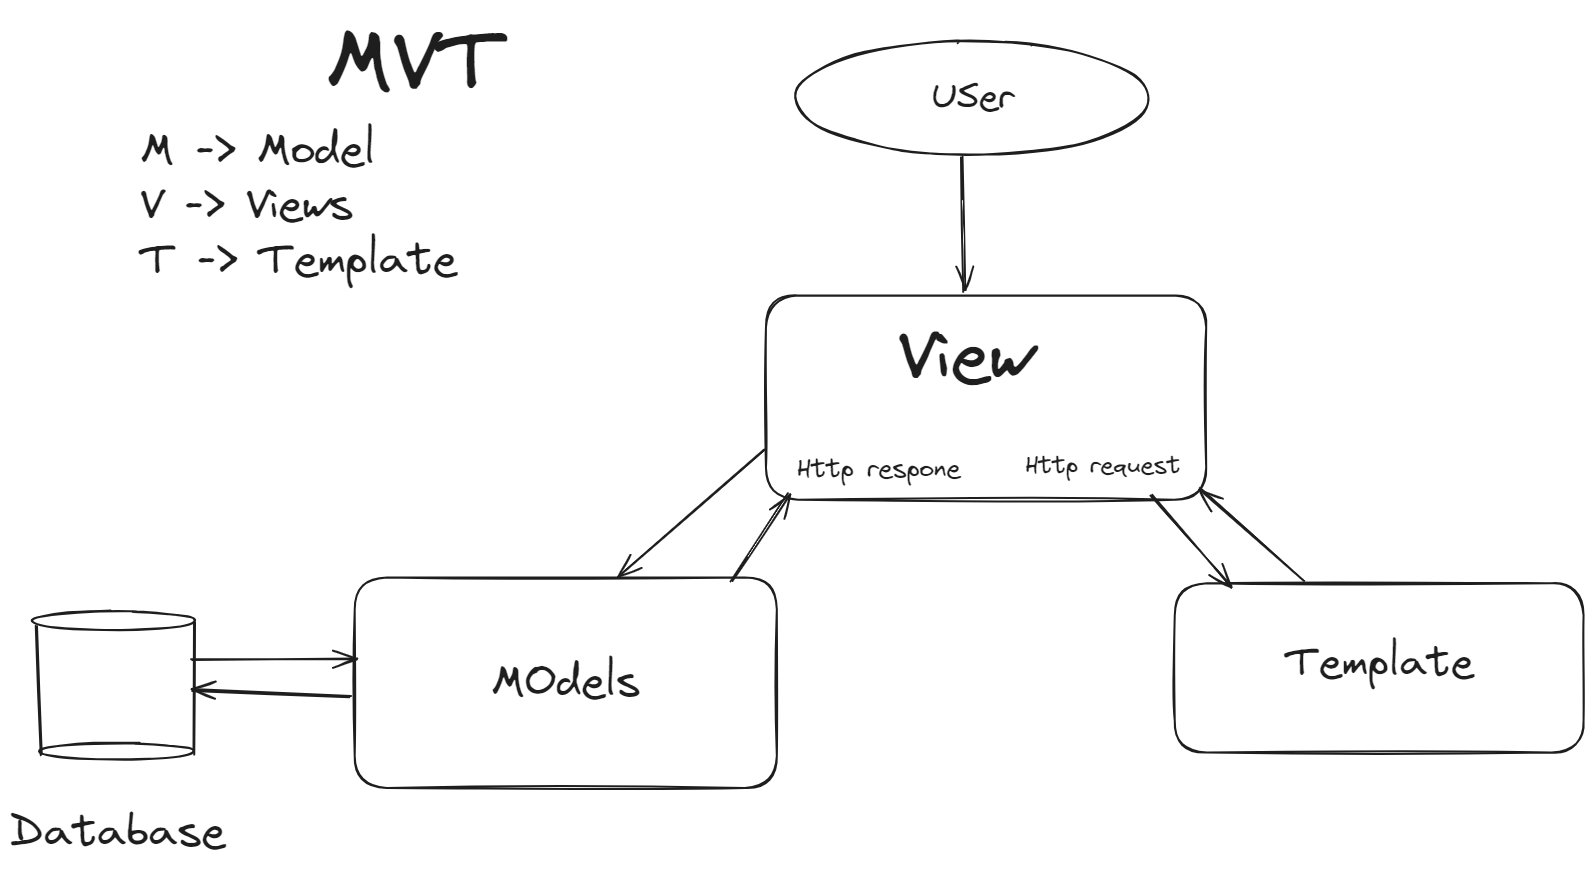 MVT
M -> Model
V -> Views
T -> Template
USer
View
Http respone
Http request
MOdels
Template
Database